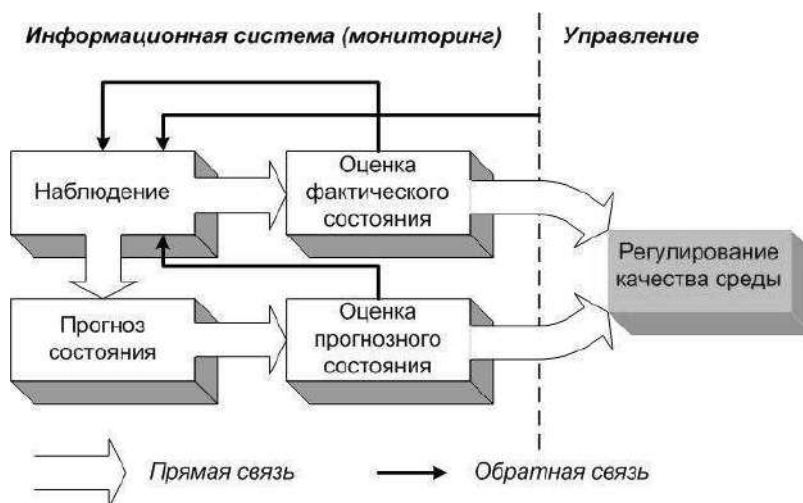 Информационная система (мониторинг)
Управление
Наблюдение
Оценка
фактического
состояния
Регулирование
качества среды
Прогноз
состояния
Оценка
прогнозного
состояния
Прямая связь
Обратная связь